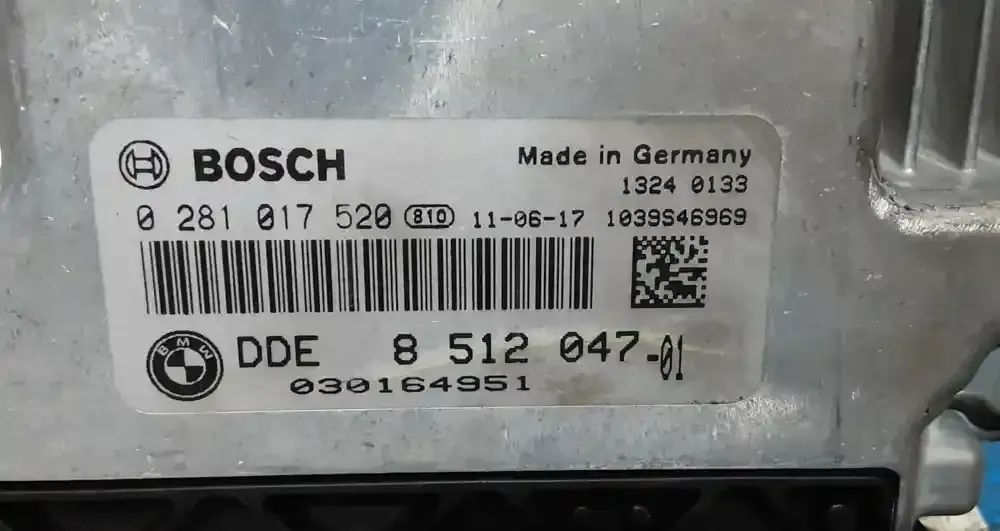 BOSCH Made in Germany
1324 0133
0 281 017 520 810 11-06-17 1039S46969
BMW DDE 8 512 047-01
030164951